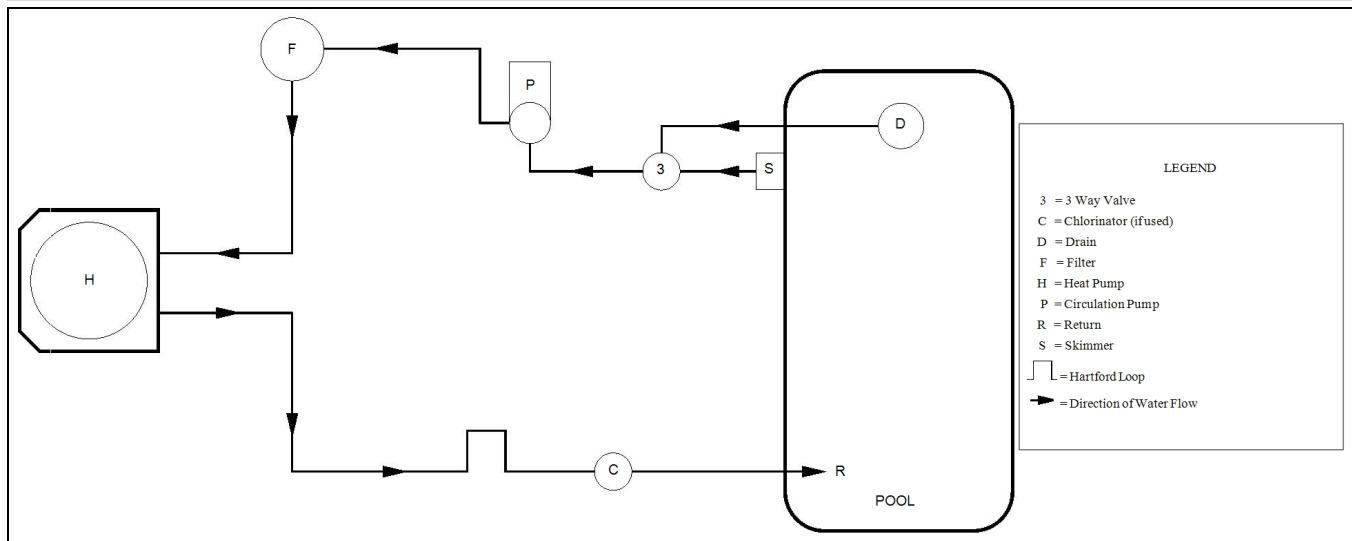 F
P
D
3
S
H
C
R
POOL
LEGEND
3 = 3 Way Valve
C = Chlorinator (if used)
D = Drain
F = Filter
H = Heat Pump
P = Circulation Pump
R = Return
S = Skimmer
= Hartford Loop
= Direction of Water Flow